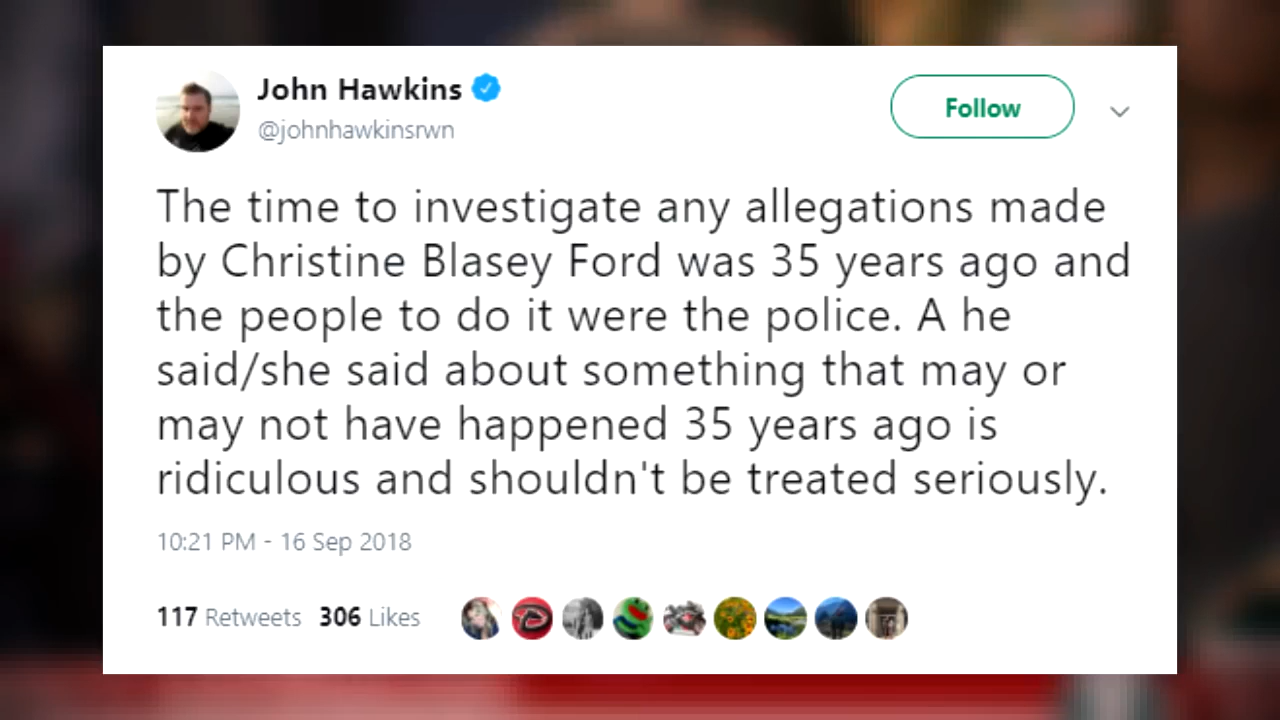 John Hawkins
@johnhawkinsrwn
Follow
The time to investigate any allegations made
by Christine Blasey Ford was 35 years ago and
the people to do it were the police. A he
said/she said about something that may or
may not have happened 35 years ago is
ridiculous and shouldn't be treated seriously.
10:21 PM - 16 Sep 2018
117 Retweets 306 Likes